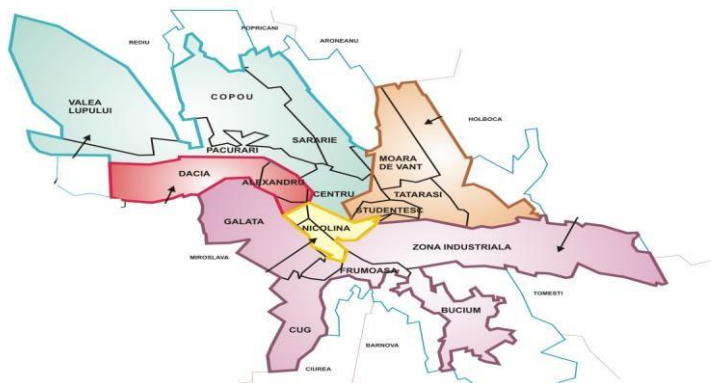 POPRICANI
REDIU
ARONEANU
VALEA
LUPULUI
COPOU
HOLBOCA
SARARIE
PACURARI
MOARA
DE VANT
DACIA
ALEXANDRU
CENTRU
TATARASI
STUDENTESC
GALATA
NICOLINA
ZONA INDUSTRIALA
MIROSLAVA
FRUMOASA
TOMESTI
BUCIUM
CUG
BARNOVA
CIUREA